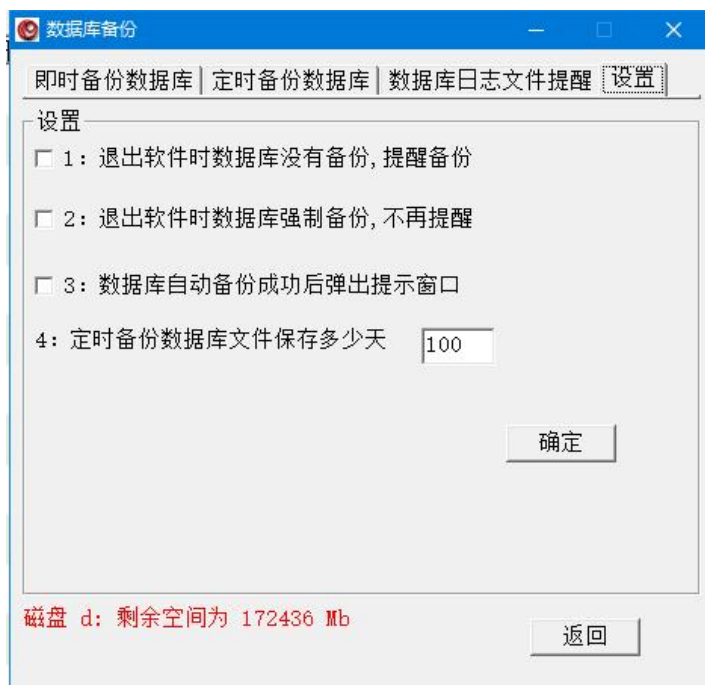 数据库备份
即时备份数据库 定时备份数据库 数据库日志文件提醒 设置
设置
1: 退出软件时数据库没有备份,提醒备份
2: 退出软件时数据库强制备份,不再提醒
3: 数据库自动备份成功后弹出提示窗口
4: 定时备份数据库文件保存多少天 100
确定
磁盘 d: 剩余空间为 172436 Mb
返回